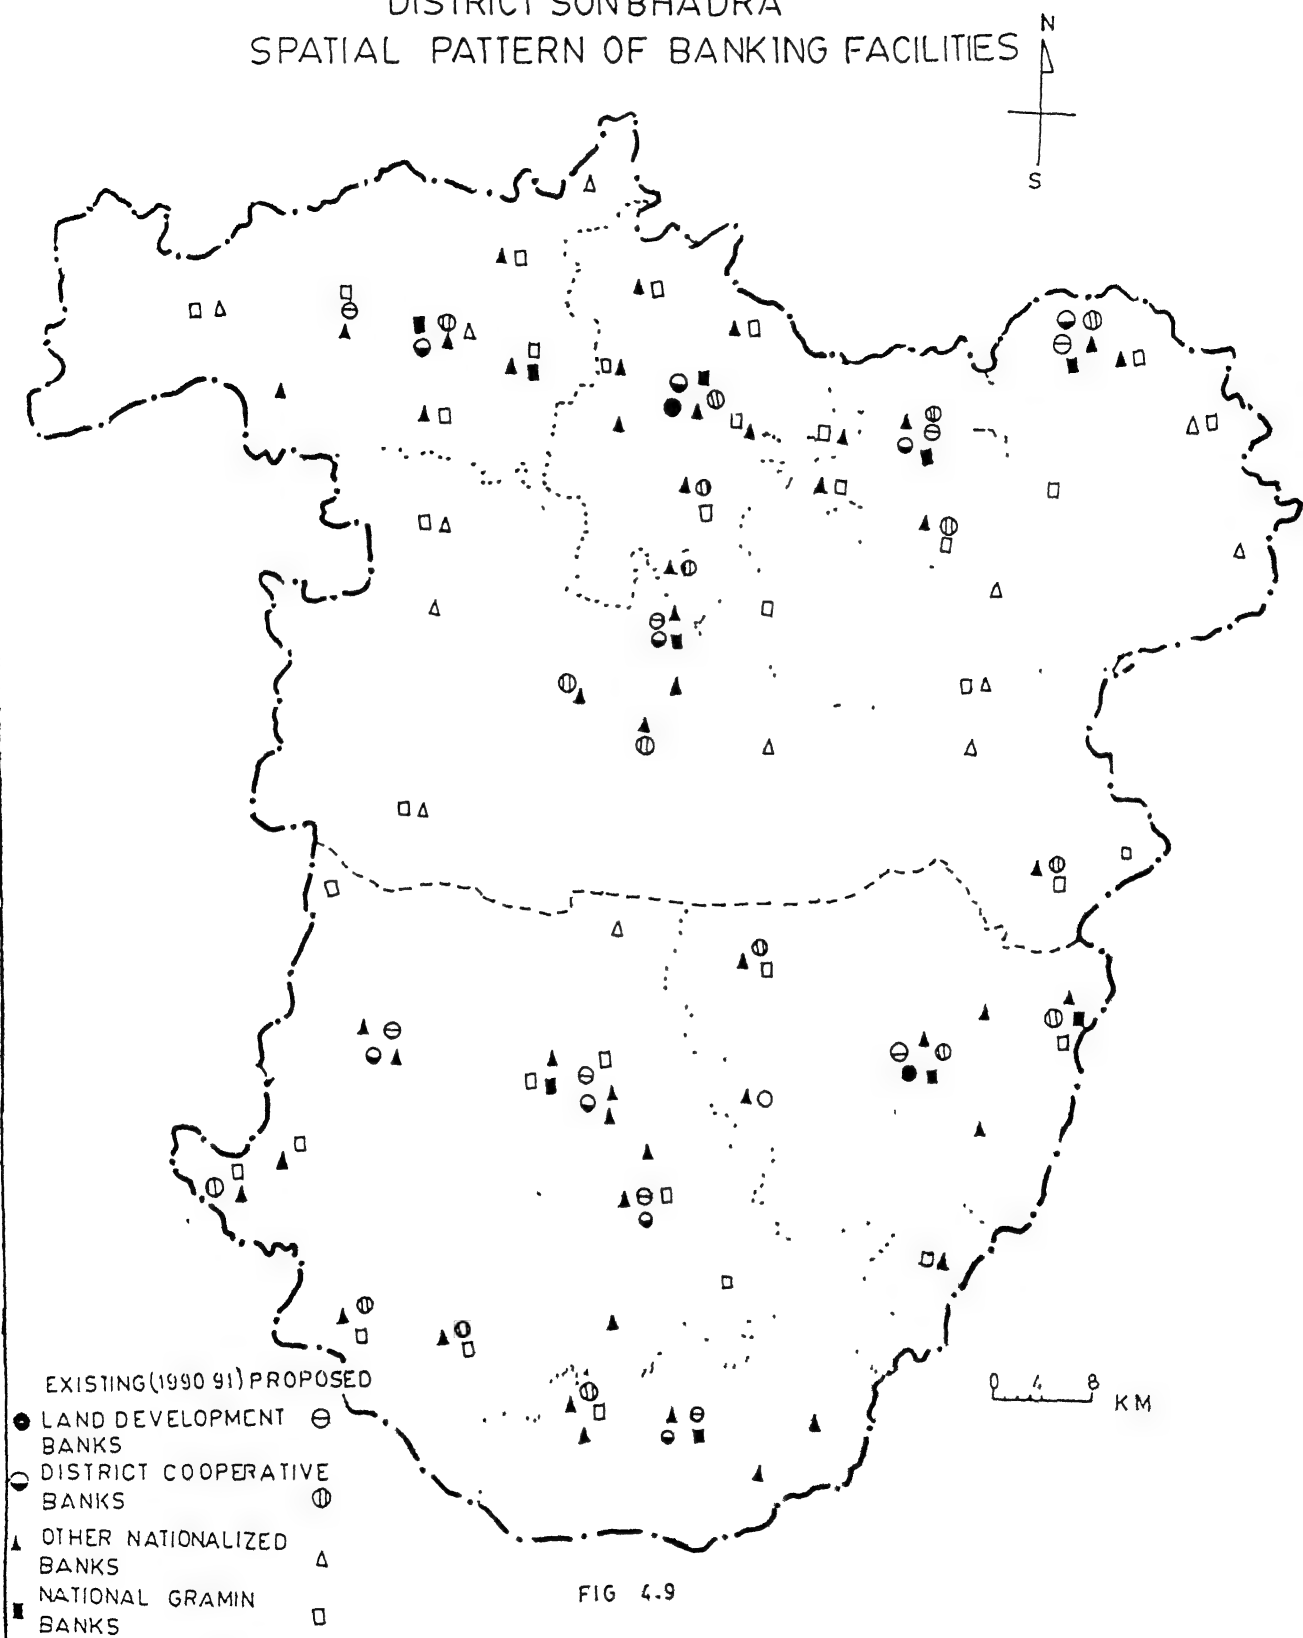 DISTRICT SONBHADRA
SPATIAL PATTERN OF BANKING FACILITIES
N
S
EXISTING(1990 91) PROPOSED
LAND DEVELOPMENT
BANKS
DISTRICT COOPERATIVE
BANKS
OTHER NATIONALIZED
BANKS
NATIONAL GRAMIN
BANKS
0 4 8
KM
FIG 4.9